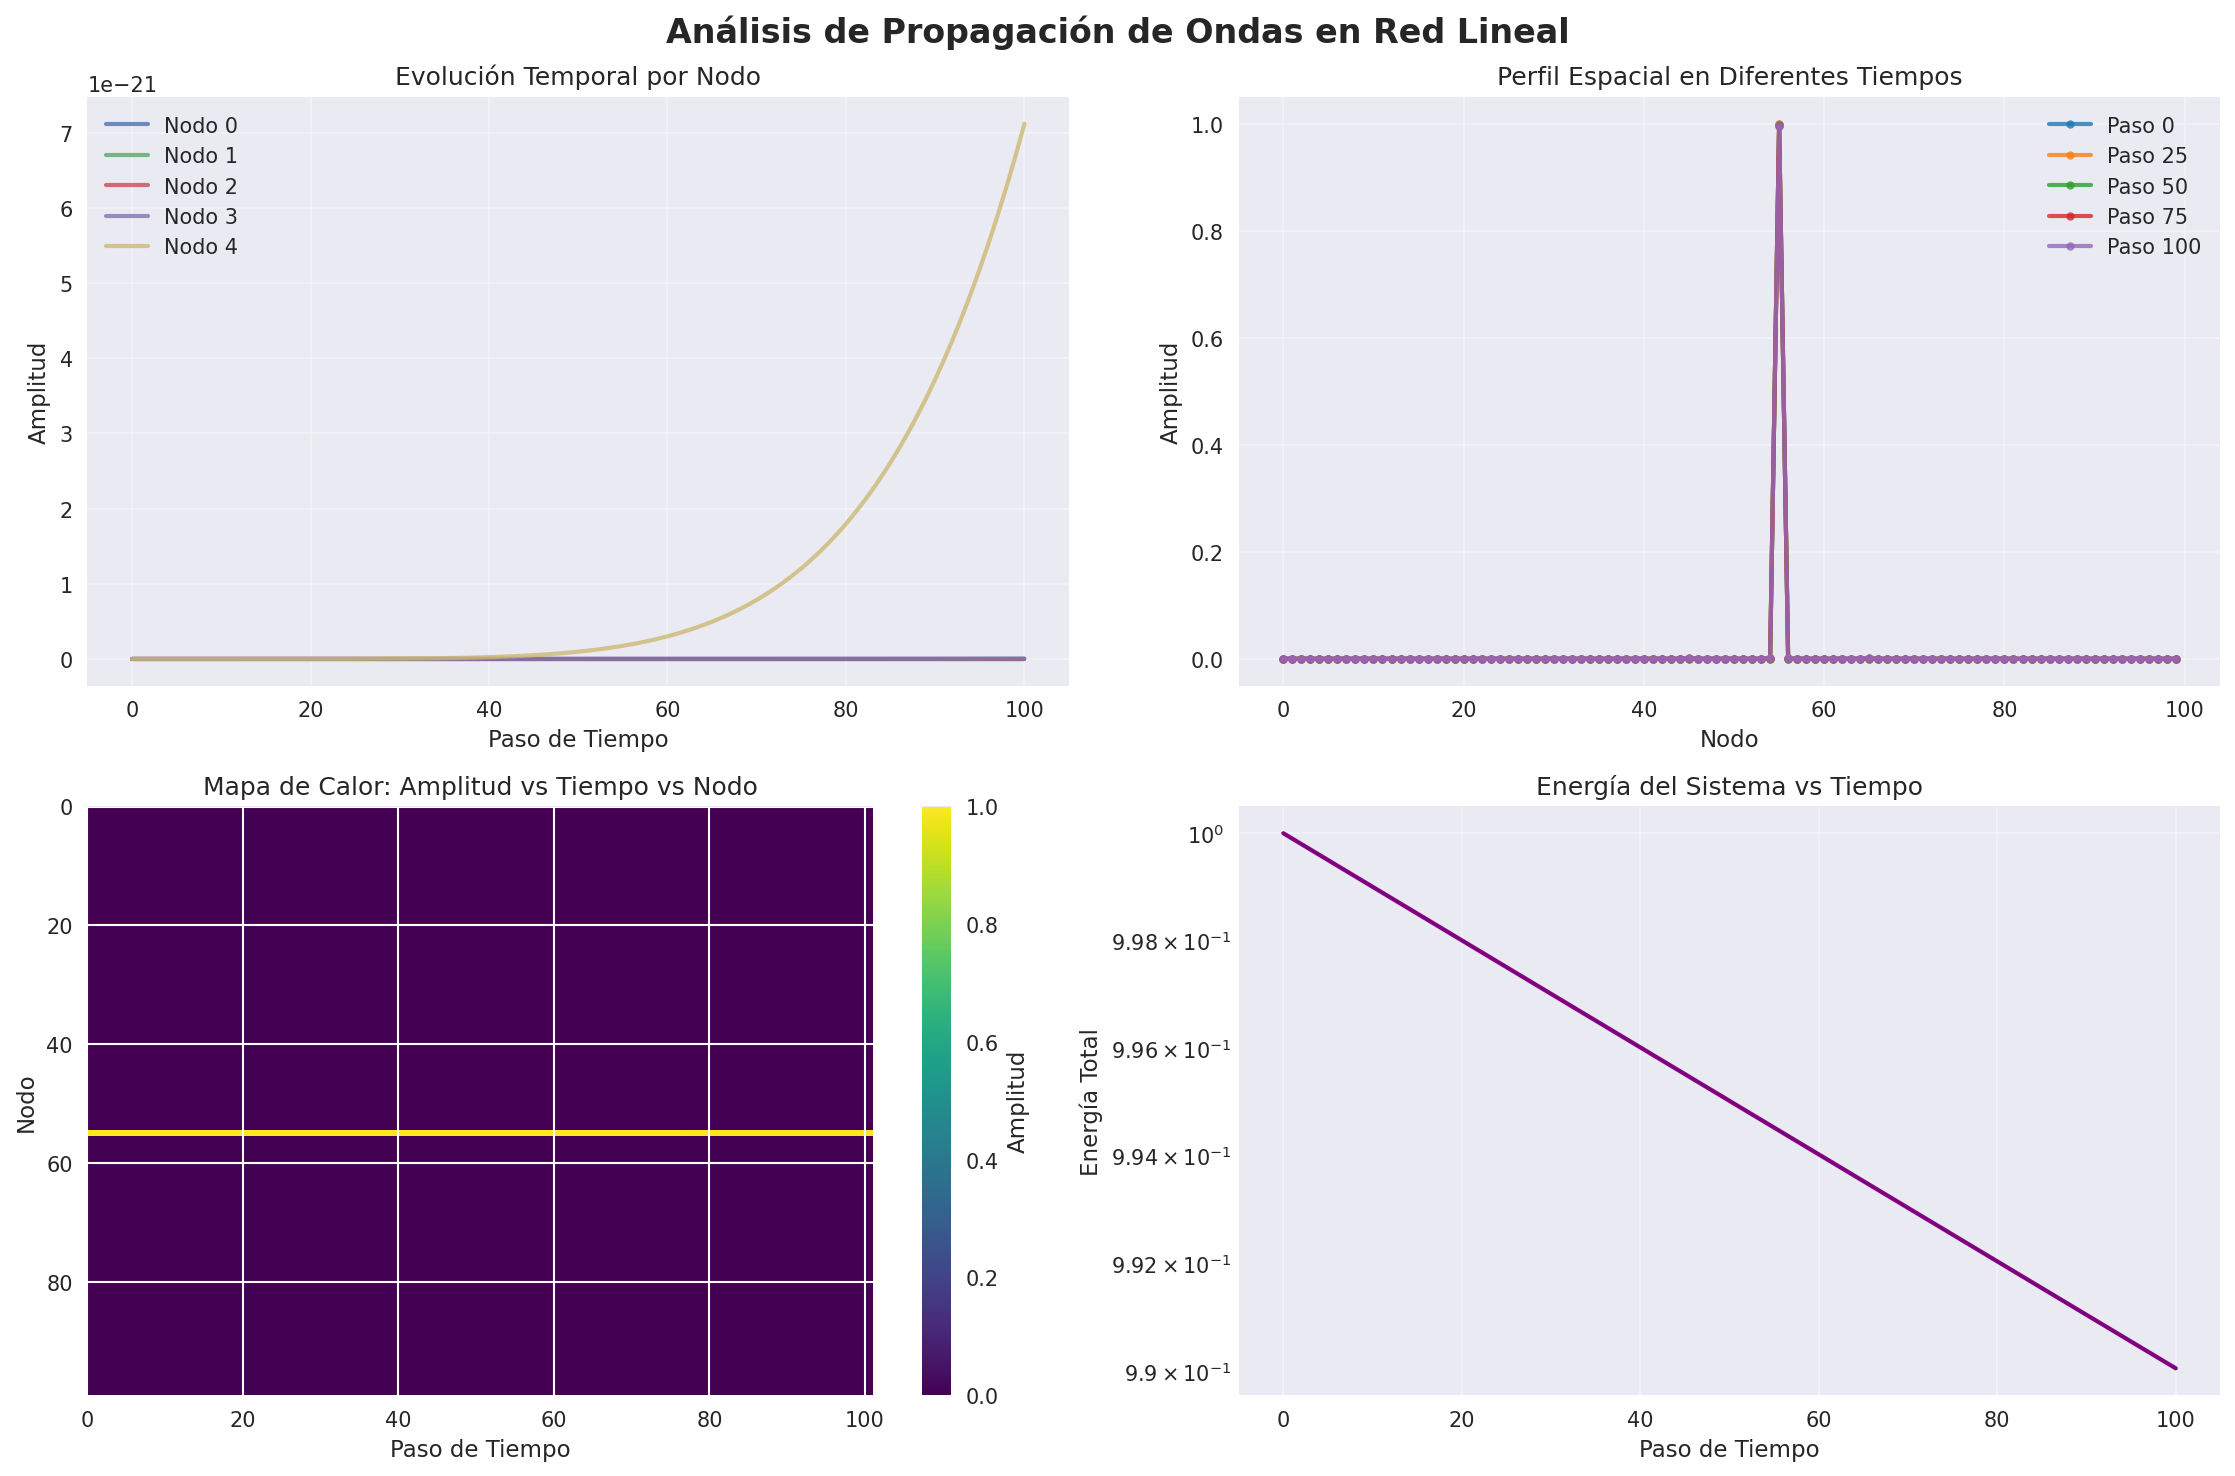 Análisis de Propagación de Ondas en Red Lineal
Evolución Temporal por Nodo
1e−21
7
6
5
4
3
2
1
0
Amplitud
Nodo 0
Nodo 1
Nodo 2
Nodo 3
Nodo 4
0 20 40 60 80 100
Paso de Tiempo
Perfil Espacial en Diferentes Tiempos
1.0
0.8
0.6
0.4
0.2
0.0
Amplitud
Paso 0
Paso 25
Paso 50
Paso 75
Paso 100
0 20 40 60 80 100
Nodo
Mapa de Calor: Amplitud vs Tiempo vs Nodo
0
20
40
60
80
Nodo
0 20 40 60 80 100
Paso de Tiempo
1.0
0.8
0.6
0.4
0.2
0.0
Amplitud
Energía del Sistema vs Tiempo
10⁰
9.98 × 10⁻¹
9.96 × 10⁻¹
9.94 × 10⁻¹
9.92 × 10⁻¹
9.9 × 10⁻¹
Energía Total
0 20 40 60 80 100
Paso de Tiempo